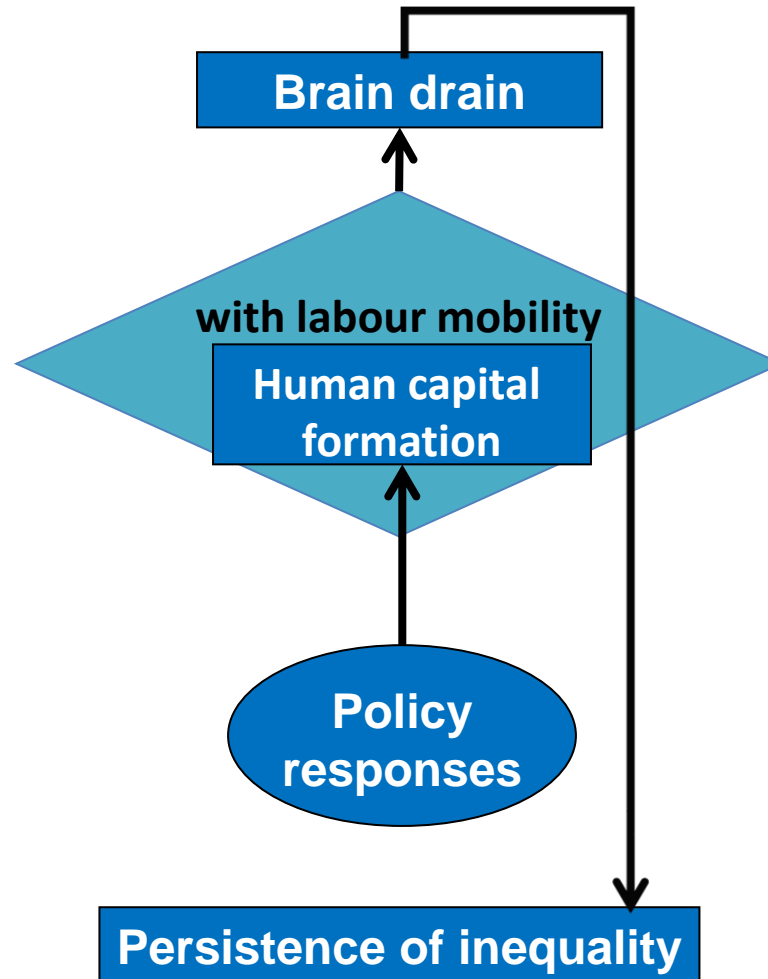 Brain drain
with labour mobility
Human capital
formation
Policy
responses
Persistence of inequality